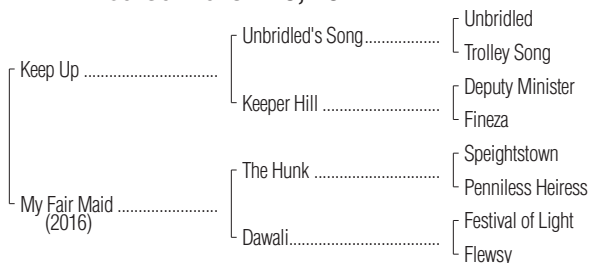 Unbridled
Unbridled's Song
Trolley Song
Keep Up
Deputy Minister
Keeper Hill
Fineza
Speightstown
The Hunk
Penniless Heiress
My Fair Maid
(2016)
Festival of Light
Dawali
Flewsy